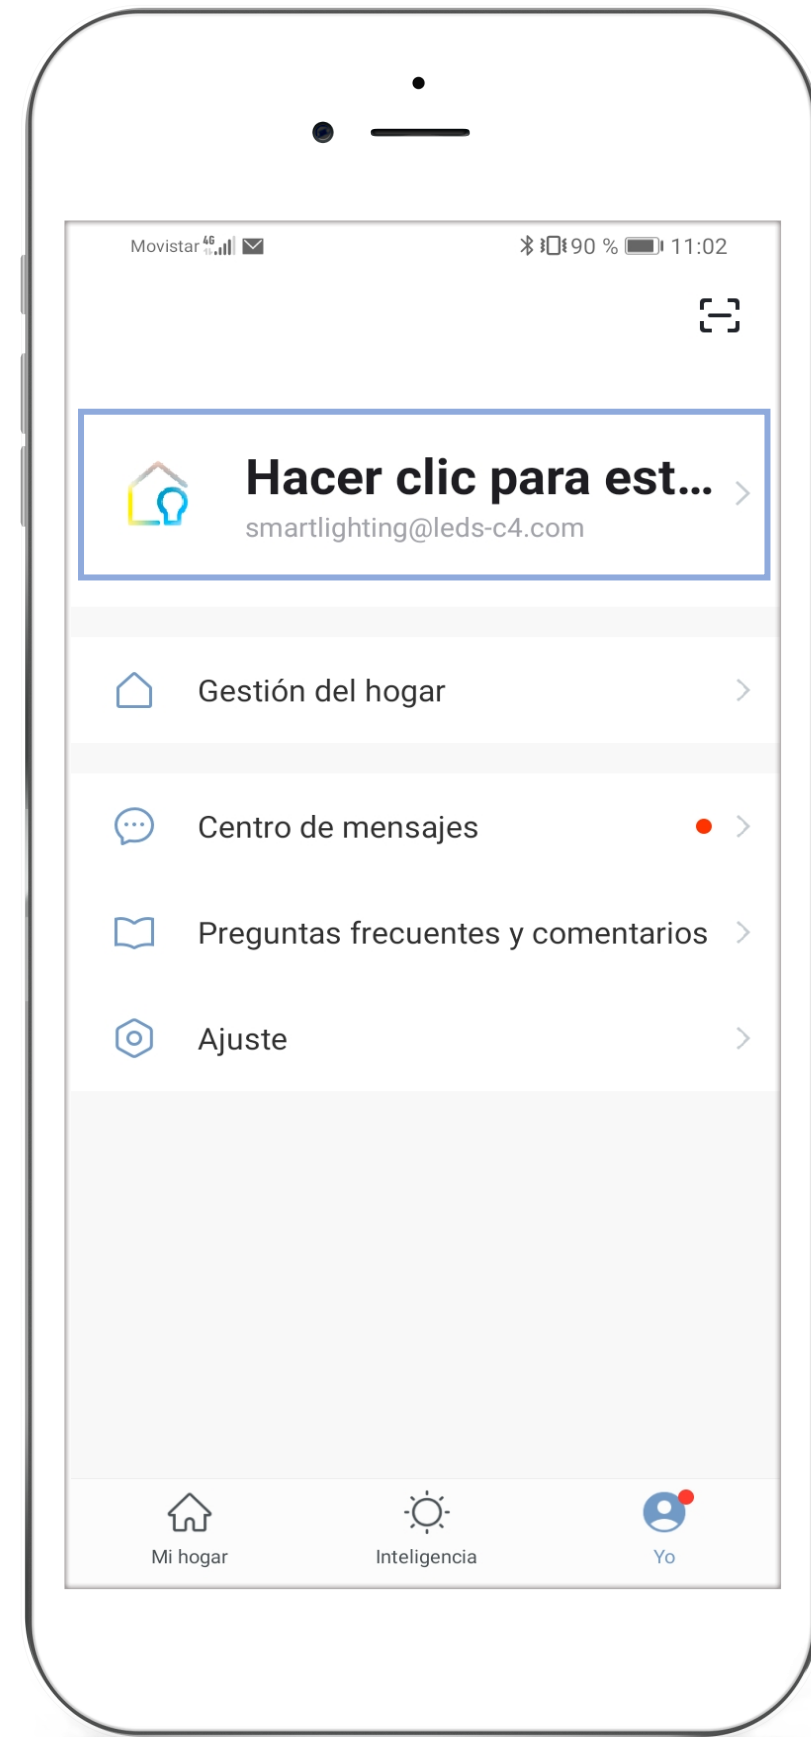 Movistar 4G 90 % 11:02
Hacer clic para est...
smartlighting@leds-c4.com
Gestión del hogar
Centro de mensajes
Preguntas frecuentes y comentarios
Ajuste
Mi hogar Inteligencia Yo